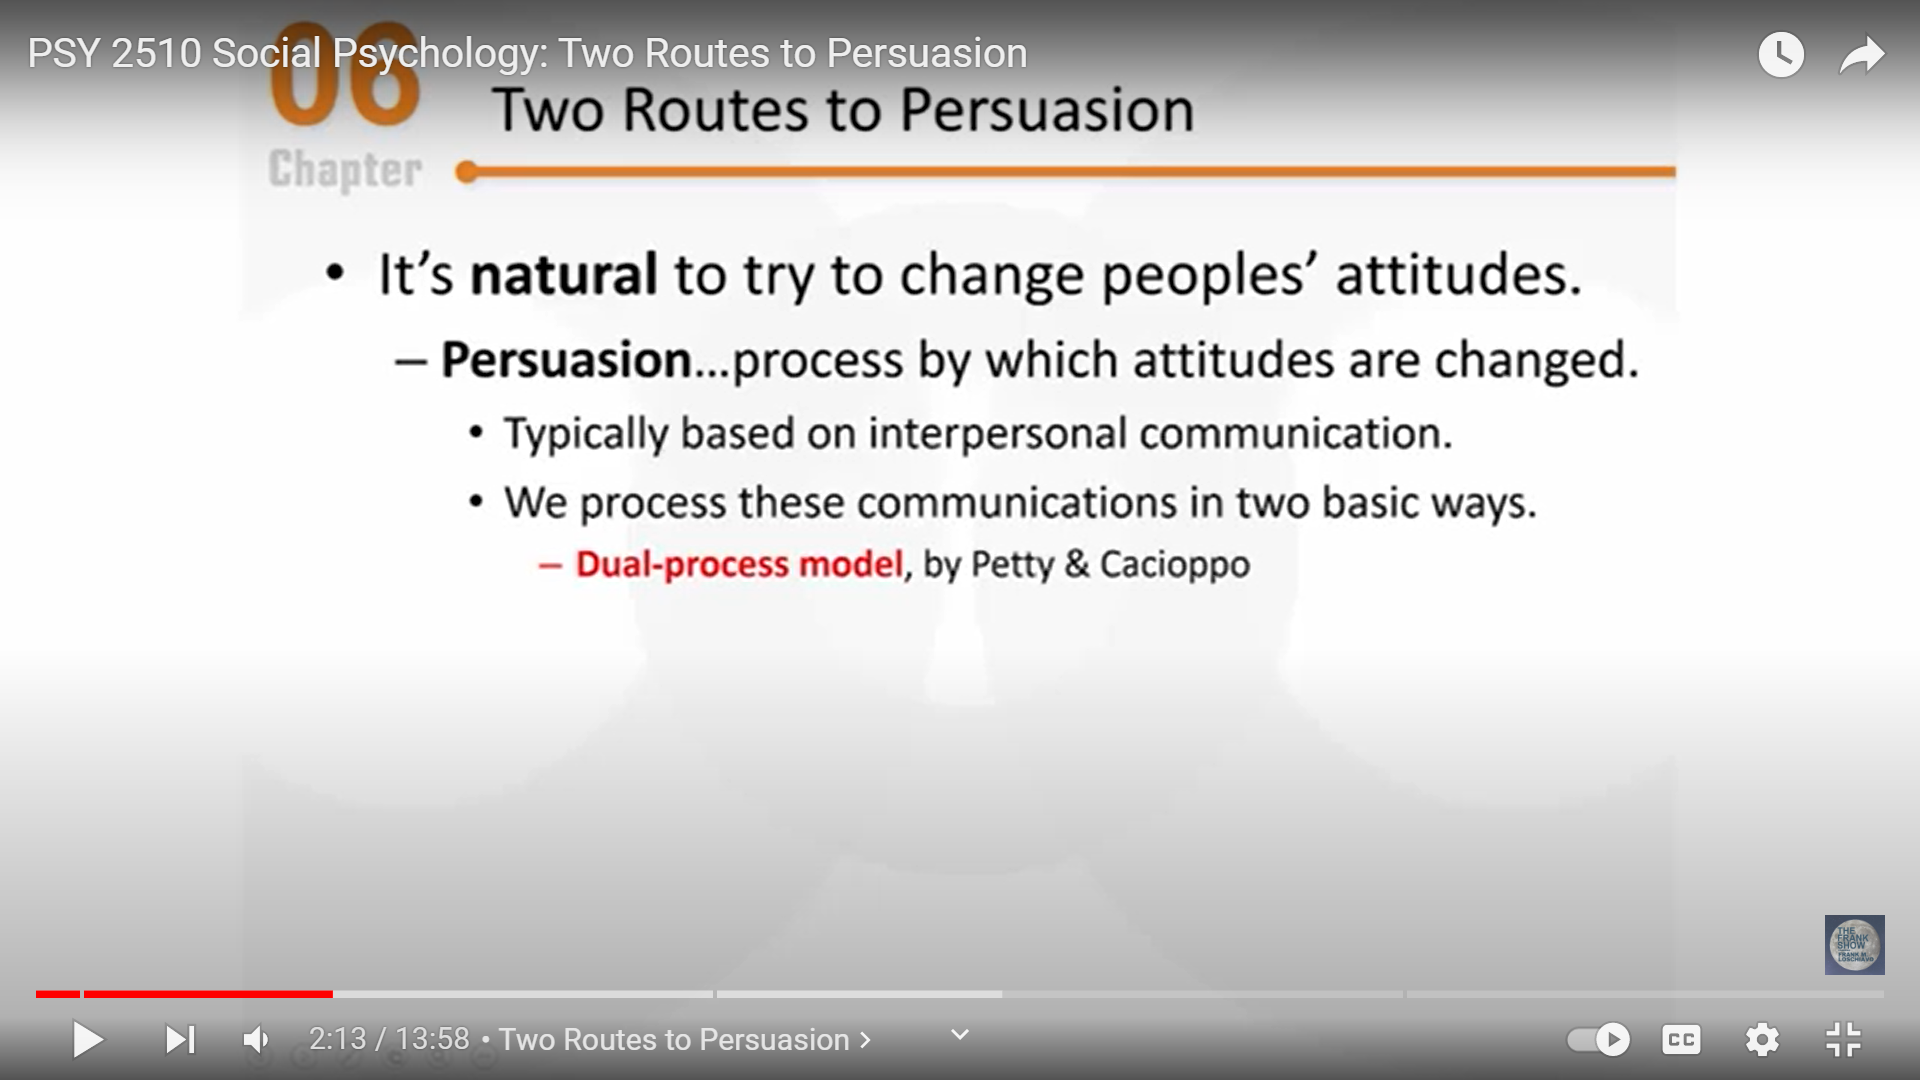 PSY 2510 Social Psychology: Two Routes to Persuasion
06
Chapter
Two Routes to Persuasion
• It’s natural to try to change peoples’ attitudes.
– Persuasion...process by which attitudes are changed.
• Typically based on interpersonal communication.
• We process these communications in two basic ways.
– Dual-process model, by Petty & Cacioppo
THE
FRANK
SHOW
FRANK M.
LOSCHIAVO
2:13 / 13:58 • Two Routes to Persuasion
CC